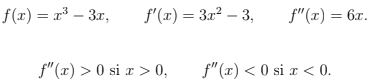 f(x) = x³ − 3x, f′(x) = 3x² − 3, f″(x) = 6x.
f″(x) > 0 si x > 0, f″(x) < 0 si x < 0.